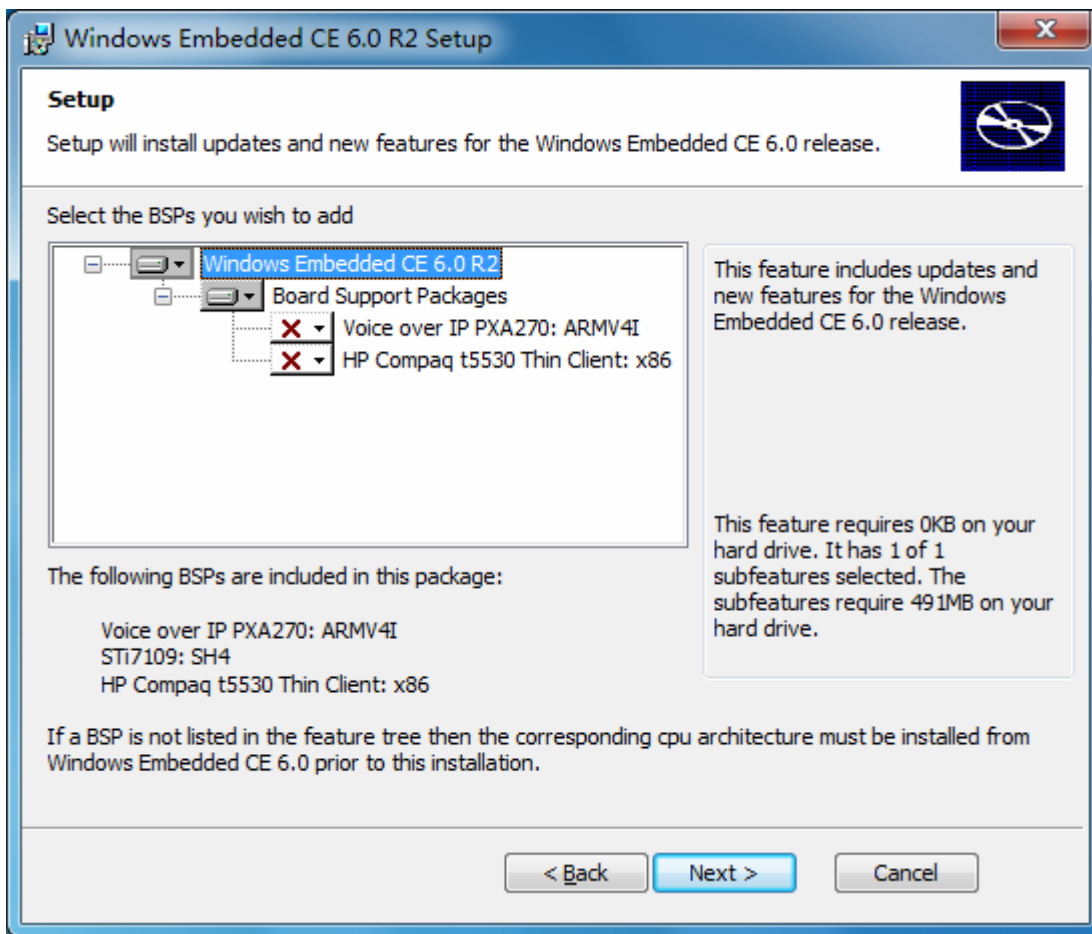 Windows Embedded CE 6.0 R2 Setup
Setup
Setup will install updates and new features for the Windows Embedded CE 6.0 release.
Select the BSPs you wish to add
Windows Embedded CE 6.0 R2
Board Support Packages
Voice over IP PXA270: ARMV4I
HP Compaq t5530 Thin Client: x86
This feature includes updates and
new features for the Windows
Embedded CE 6.0 release.
This feature requires 0KB on your
hard drive. It has 1 of 1
subfeatures selected. The
subfeatures require 491MB on your
hard drive.
The following BSPs are included in this package:
Voice over IP PXA270: ARMV4I
STi7109: SH4
HP Compaq t5530 Thin Client: x86
If a BSP is not listed in the feature tree then the corresponding cpu architecture must be installed from
Windows Embedded CE 6.0 prior to this installation.
< Back
Next >
Cancel